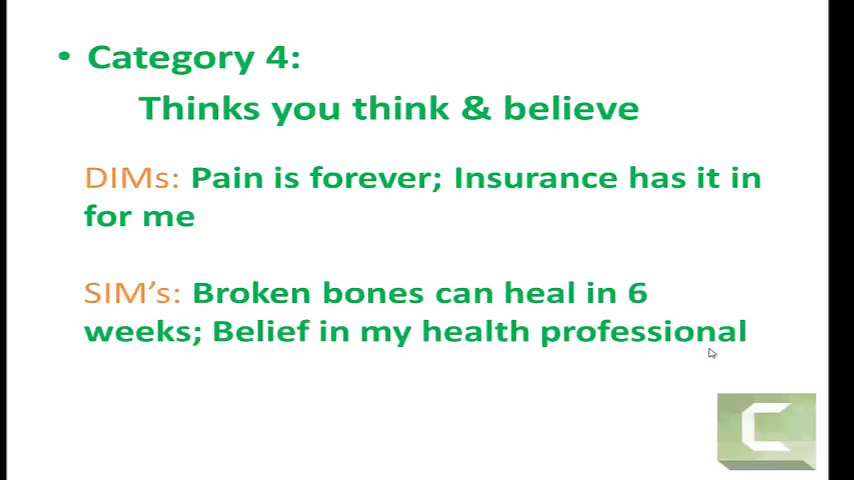 • Category 4:
Thinks you think & believe
DIMs: Pain is forever; Insurance has it in
for me
SIM's: Broken bones can heal in 6
weeks; Belief in my health professional
C